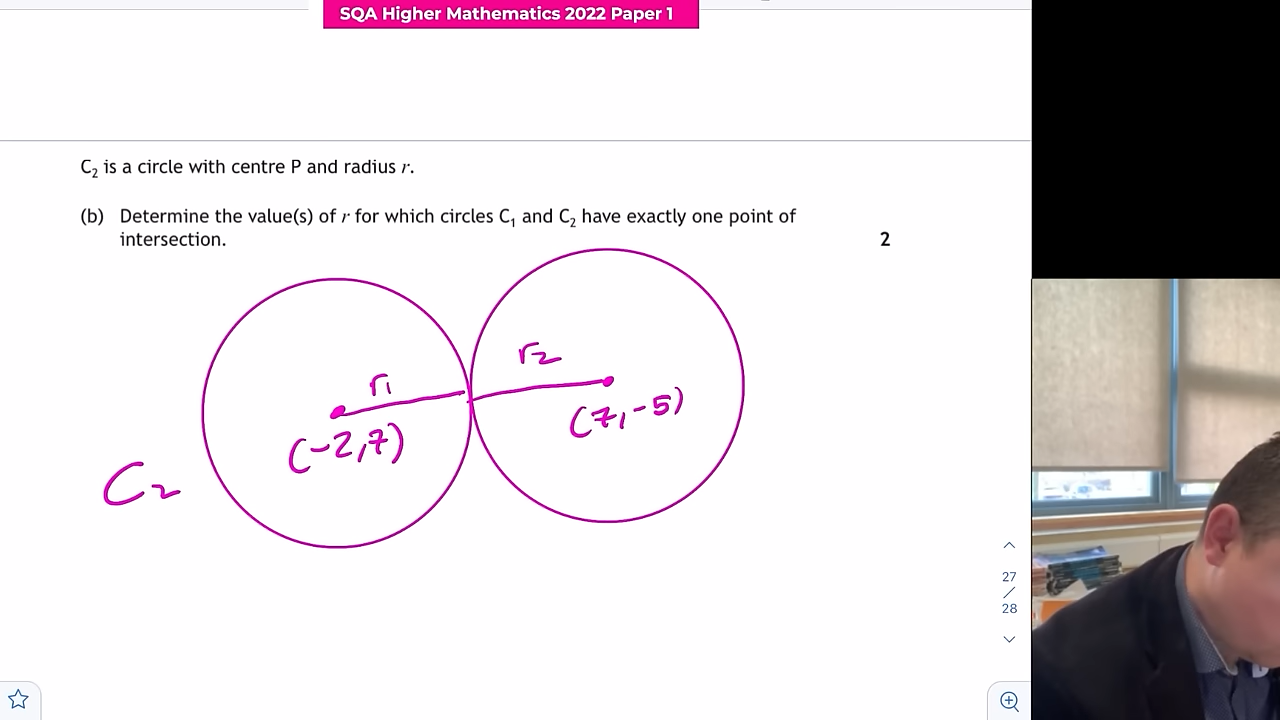 SQA Higher Mathematics 2022 Paper 1
C₂ is a circle with centre P and radius r.
(b) Determine the value(s) of r for which circles C₁ and C₂ have exactly one point of
intersection. 2
r₁
r₂
(-2,7)
(7,-5)
C₂
27
/
28